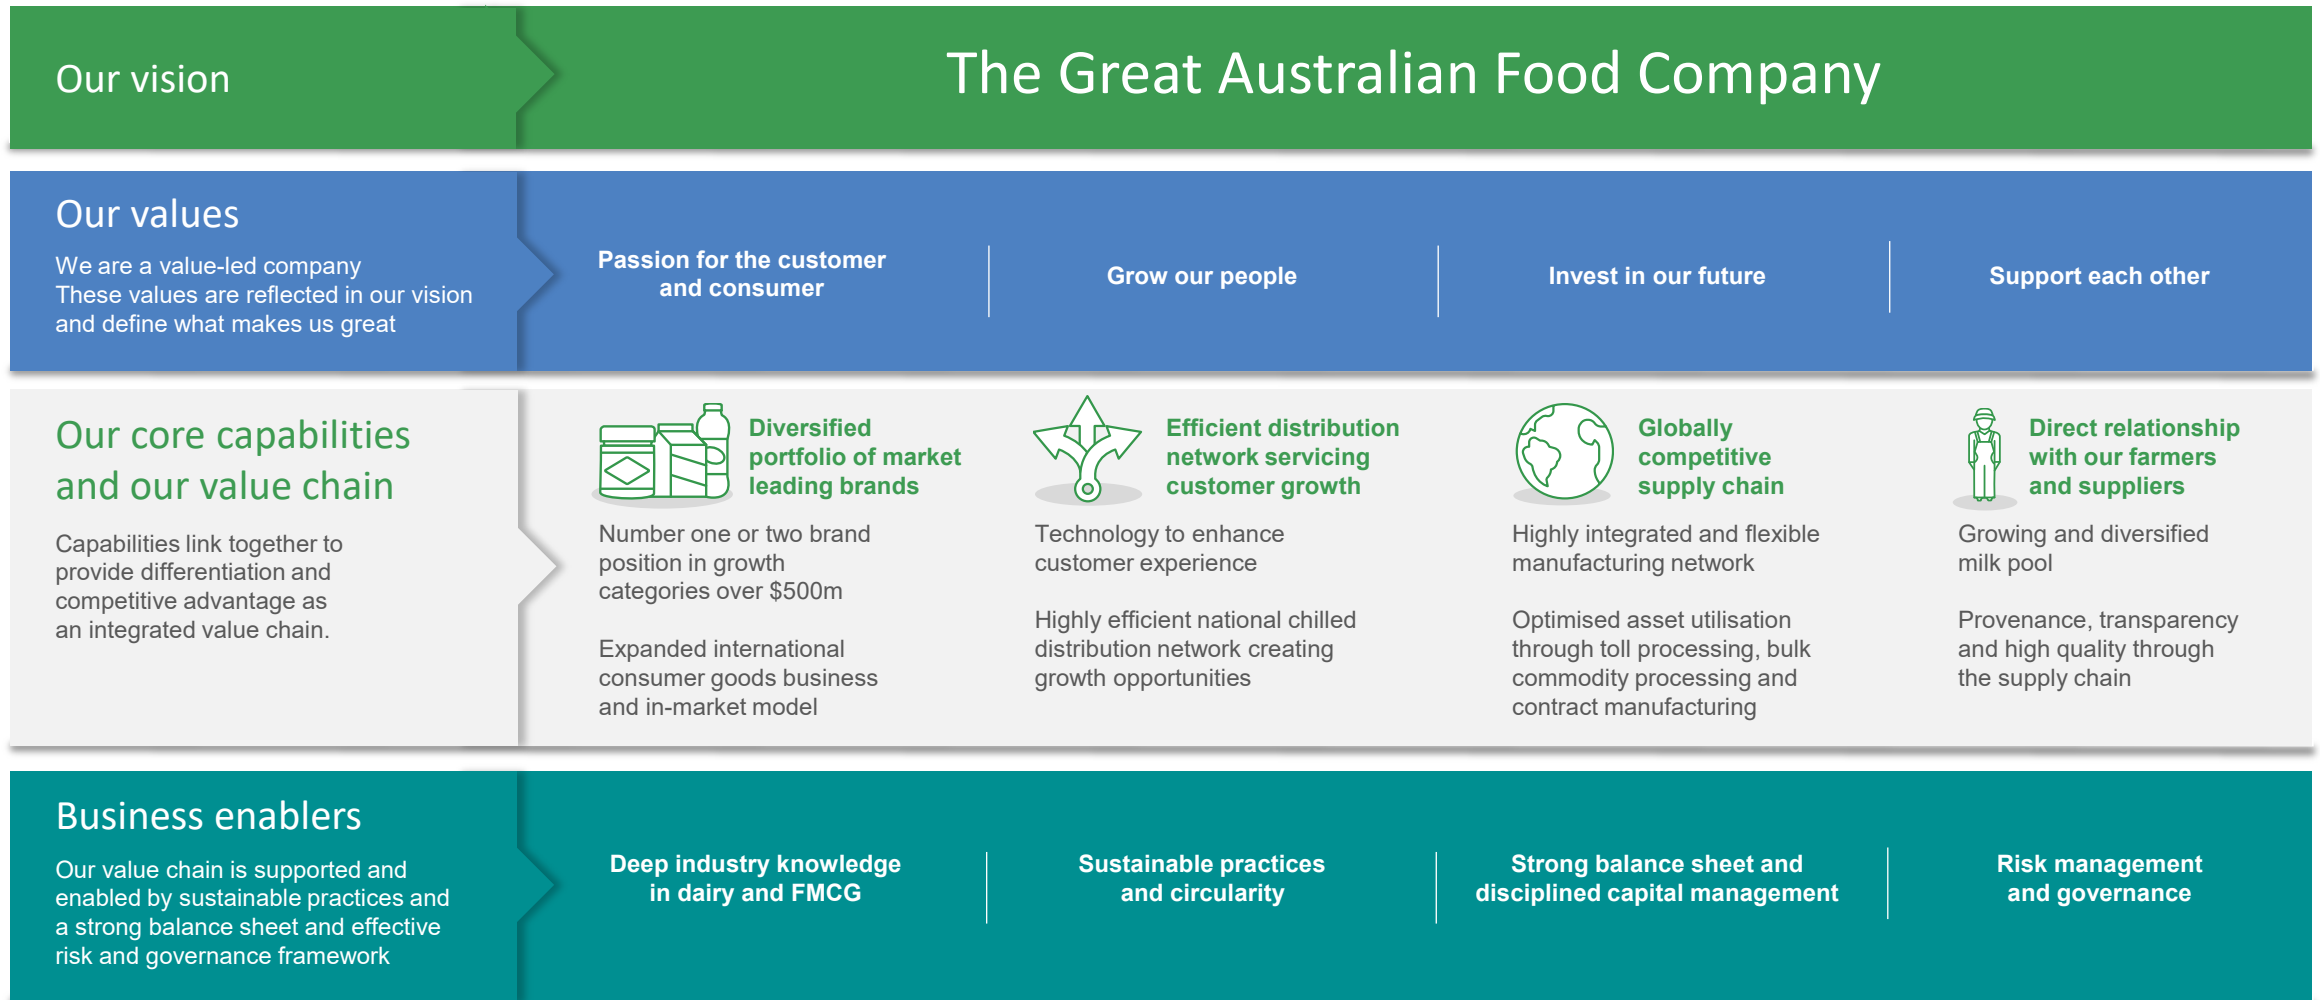 Our vision
The Great Australian Food Company
Our values
We are a value-led company
These values are reflected in our vision
and define what makes us great
Passion for the customer
and consumer
Grow our people
Invest in our future
Support each other
Our core capabilities
and our value chain
Capabilities link together to
provide differentiation and
competitive advantage as
an integrated value chain.
Diversified
portfolio of market
leading brands
Number one or two brand
position in growth
categories over $500m
Expanded international
consumer goods business
and in-market model
Efficient distribution
network servicing
customer growth
Technology to enhance
customer experience
Highly efficient national chilled
distribution network creating
growth opportunities
Globally
competitive
supply chain
Highly integrated and flexible
manufacturing network
Optimised asset utilisation
through toll processing, bulk
commodity processing and
contract manufacturing
Direct relationship
with our farmers
and suppliers
Growing and diversified
milk pool
Provenance, transparency
and high quality through
the supply chain
Business enablers
Our value chain is supported and
enabled by sustainable practices and
a strong balance sheet and effective
risk and governance framework
Deep industry knowledge
in dairy and FMCG
Sustainable practices
and circularity
Strong balance sheet and
disciplined capital management
Risk management
and governance